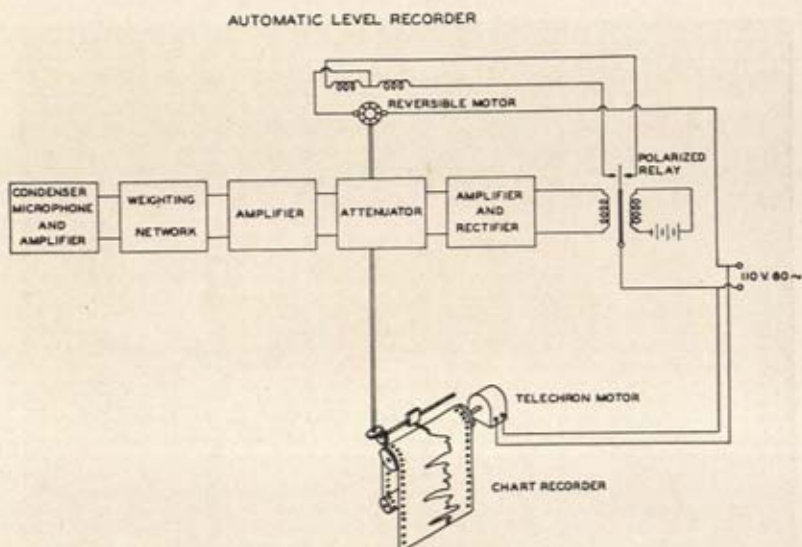 AUTOMATIC LEVEL RECORDER
REVERSIBLE MOTOR
POLARIZED
RELAY
CONDENSER
MICROPHONE
AND
AMPLIFIER
WEIGHTING
NETWORK
AMPLIFIER
ATTENUATOR
AMPLIFIER
AND
RECTIFIER
110 V. 60 ~
TELECHRON MOTOR
CHART RECORDER